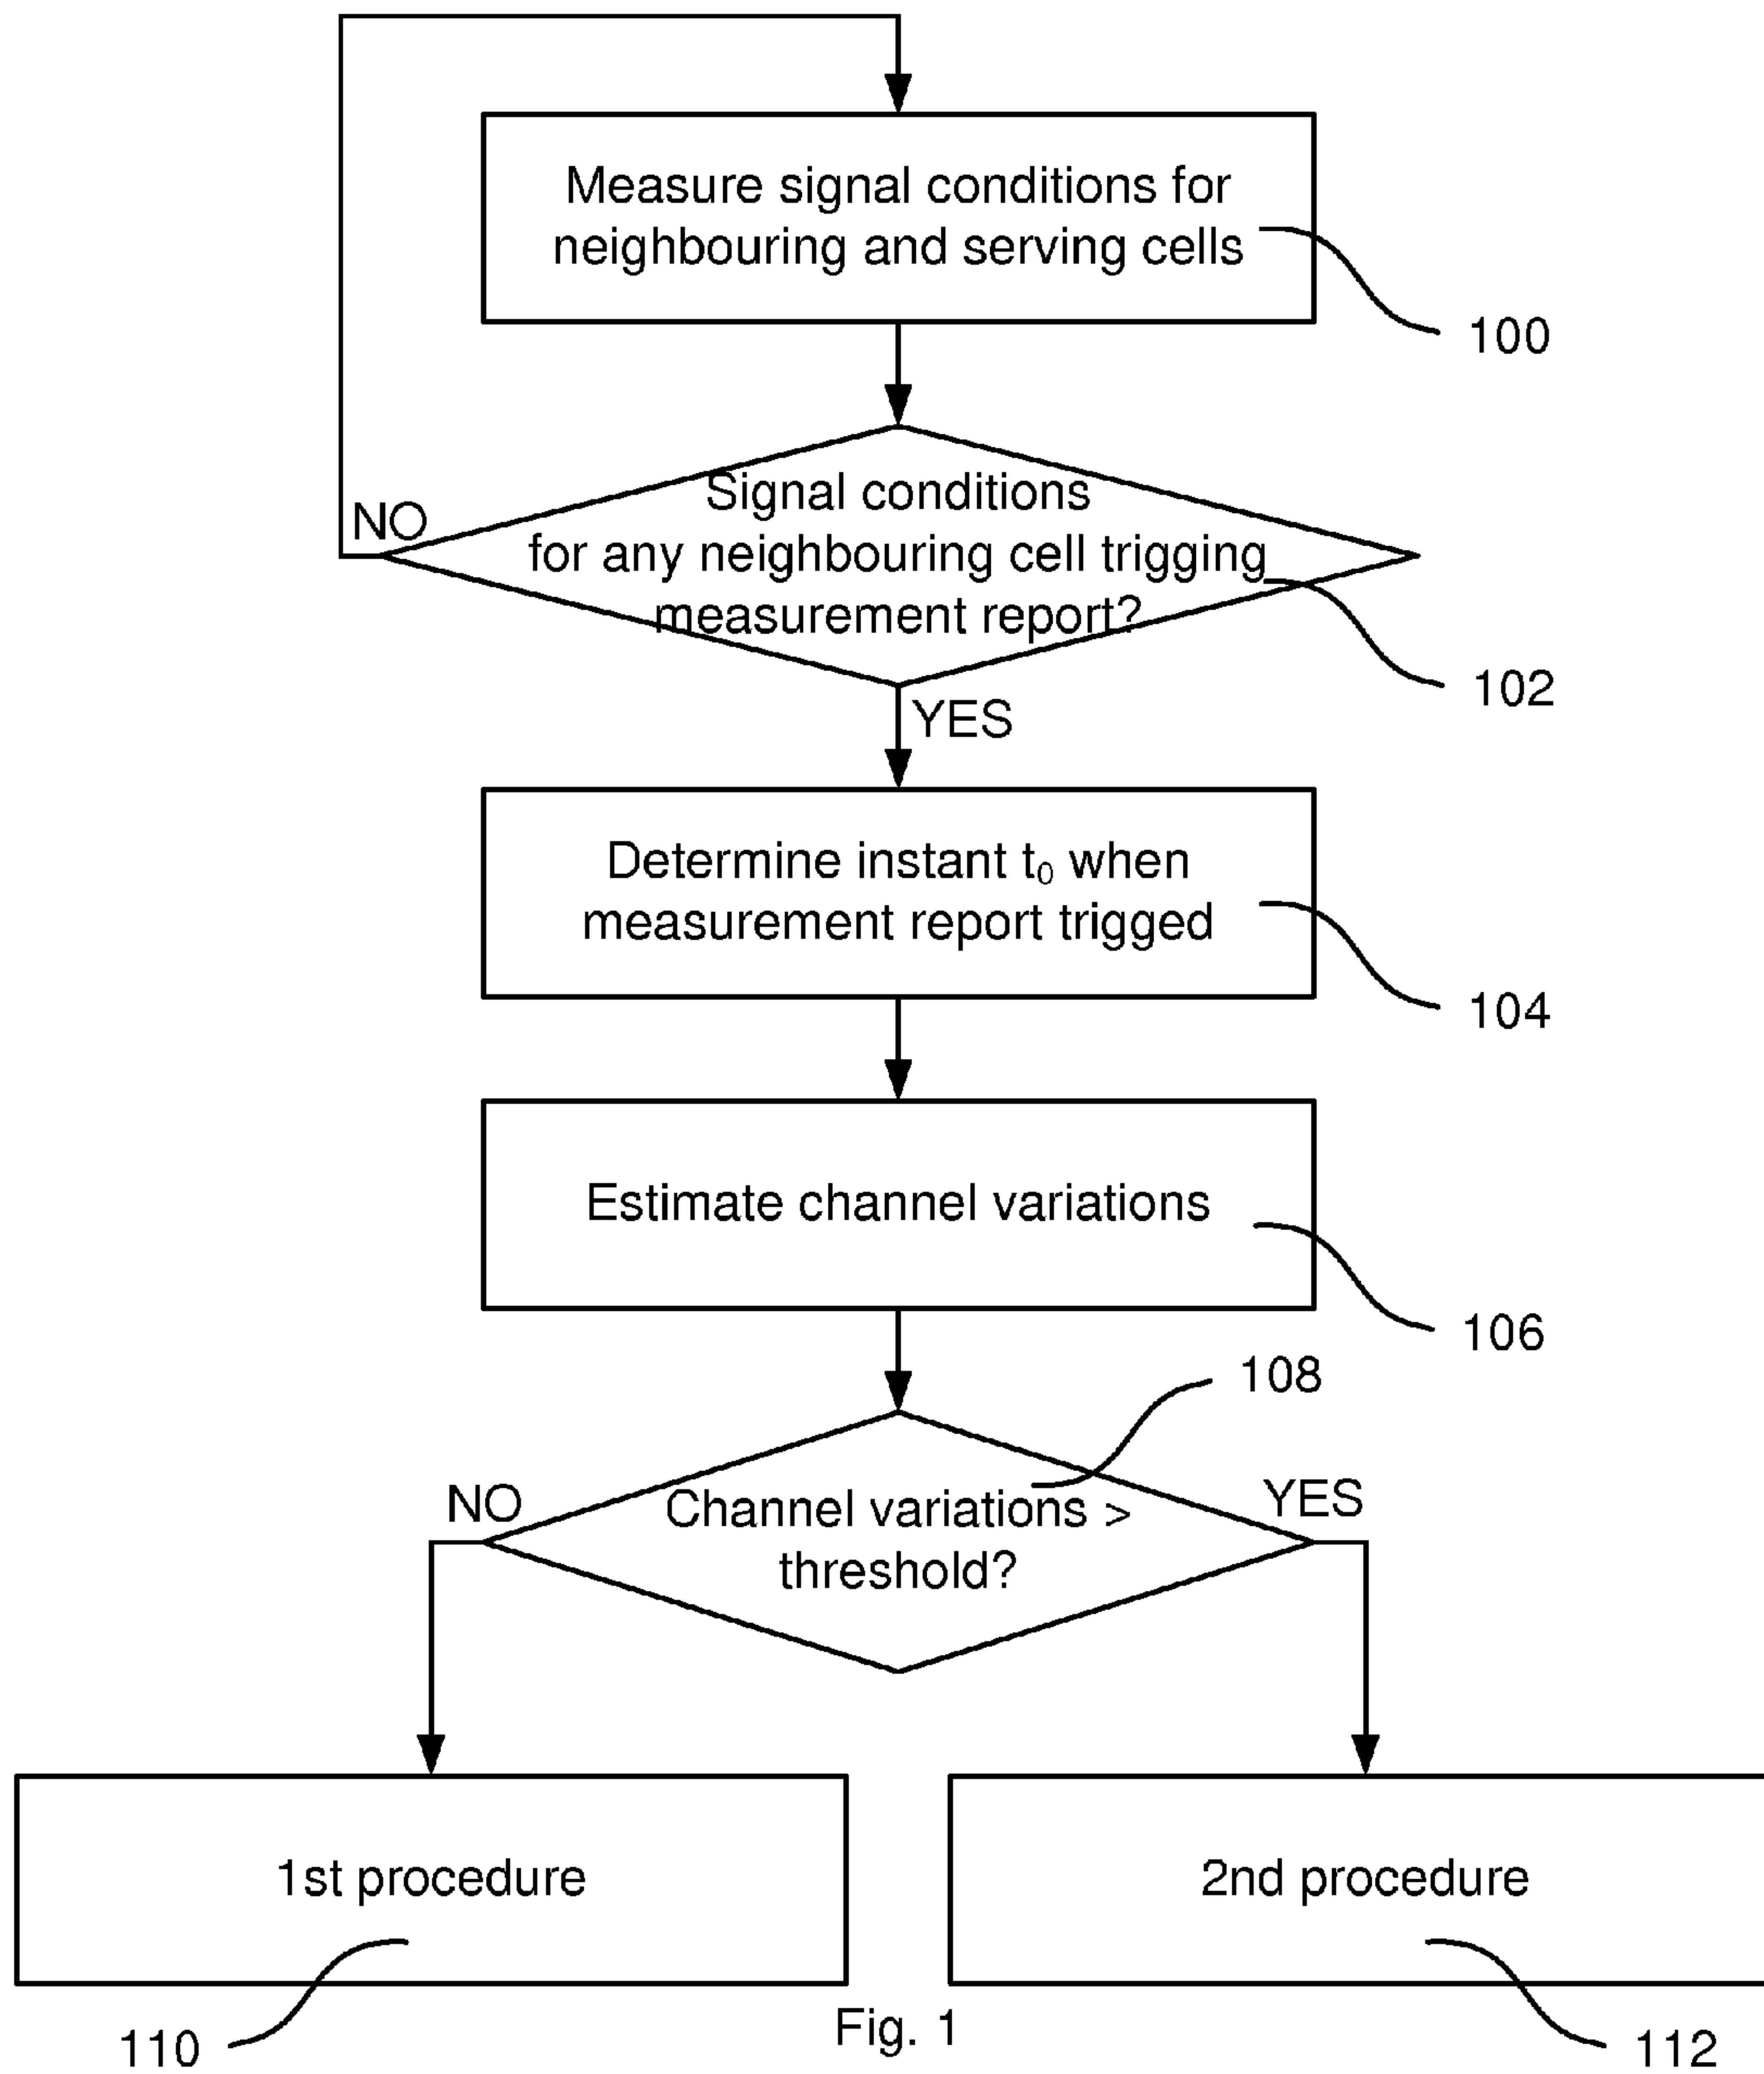 Measure signal conditions for
neighbouring and serving cells
100
Signal conditions
for any neighbouring cell trigging
measurement report?
NO
102
YES
Determine instant t₀ when
measurement report trigged
104
Estimate channel variations
106
108
NO
Channel variations >
threshold?
YES
1st procedure
2nd procedure
110
Fig. 1
112